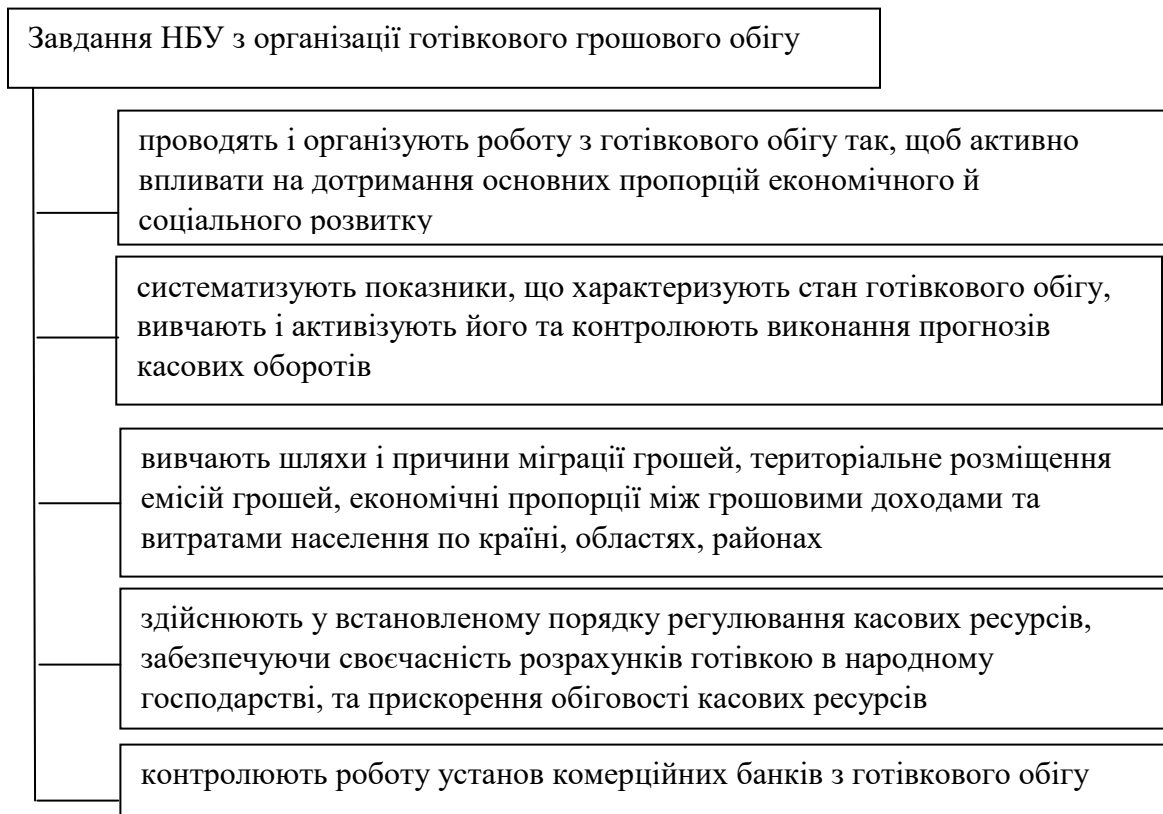 Завдання НБУ з організації готівкового грошового обігу
проводять і організують роботу з готівкового обігу так, щоб активно
впливати на дотримання основних пропорцій економічного й
соціального розвитку
систематизують показники, що характеризують стан готівкового обігу,
вивчають і активізують його та контролюють виконання прогнозів
касових оборотів
вивчають шляхи і причини міграції грошей, територіальне розміщення
емісій грошей, економічні пропорції між грошовими доходами та
витратами населення по країні, областях, районах
здійснюють у встановленому порядку регулювання касових ресурсів,
забезпечуючи своєчасність розрахунків готівкою в народному
господарстві, та прискорення обіговості касових ресурсів
контролюють роботу установ комерційних банків з готівкового обігу